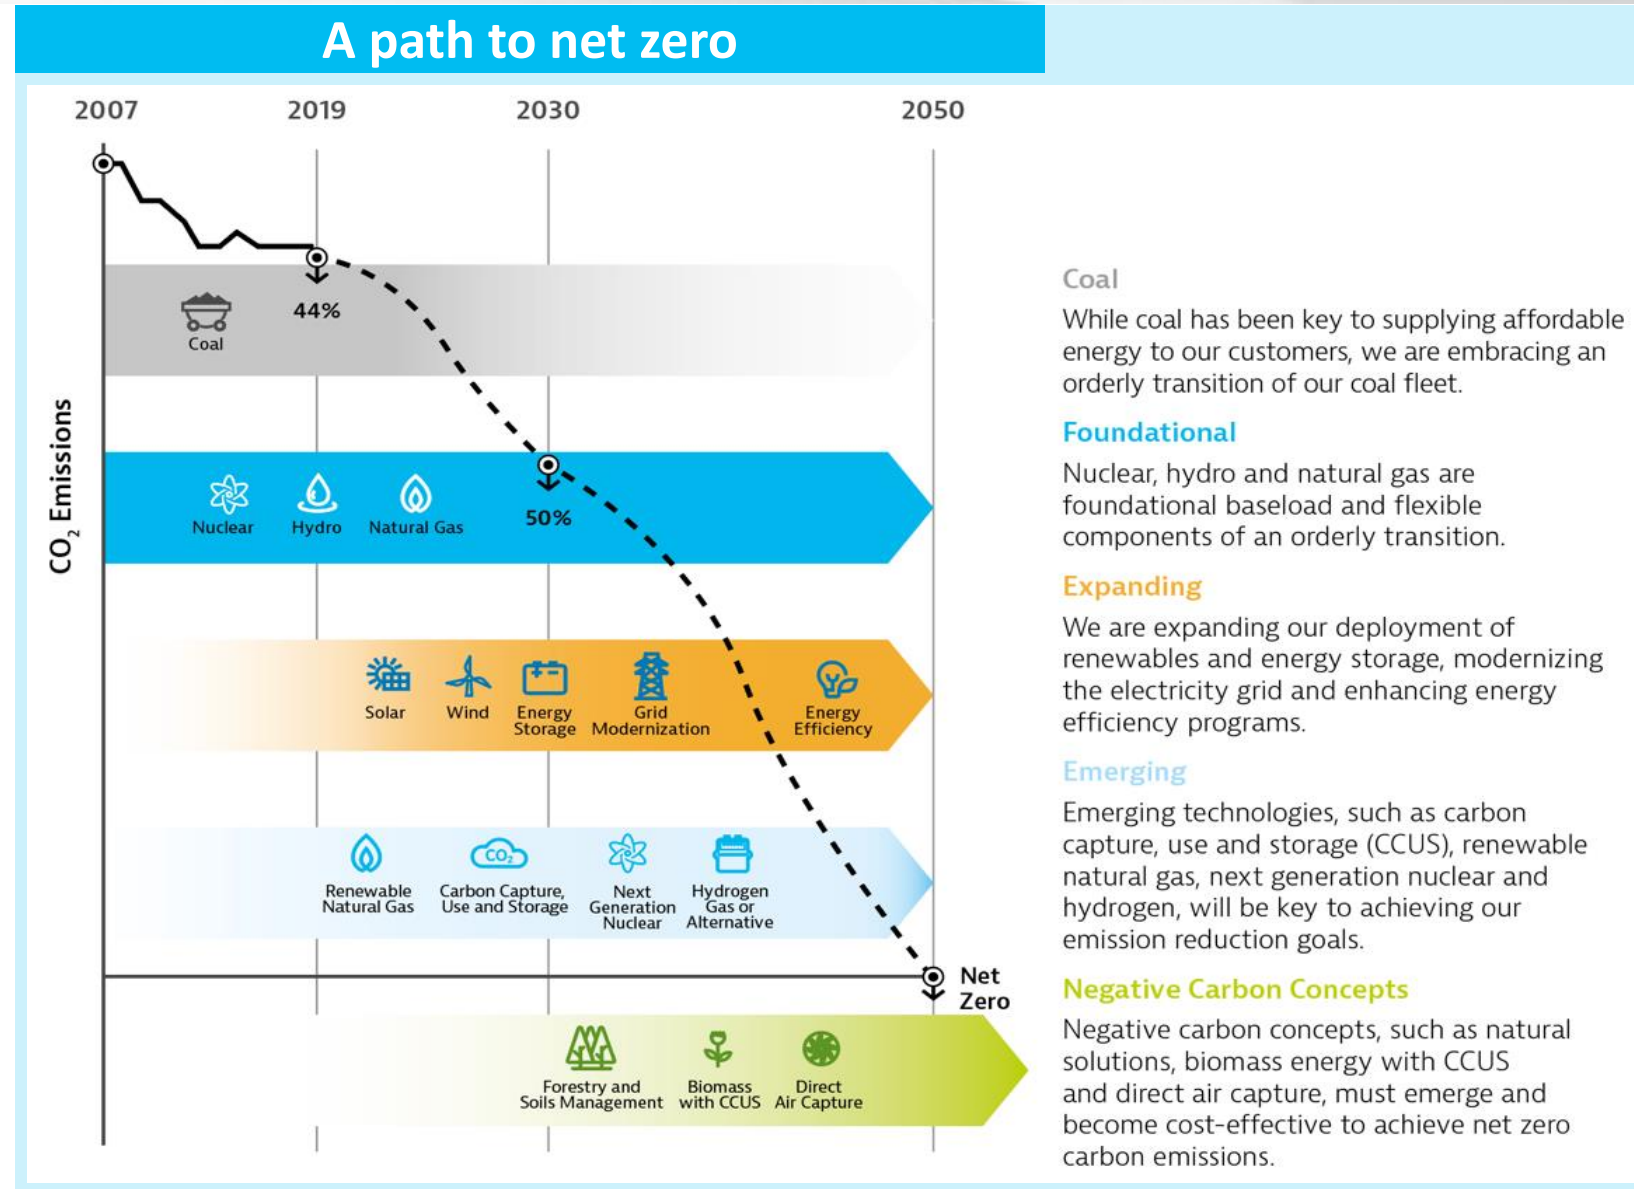 A path to net zero
2007
2019
2030
2050
CO₂ Emissions
44%
Coal
Nuclear
Hydro
Natural Gas
50%
Solar
Wind
Energy
Storage
Grid
Modernization
Energy
Efficiency
Renewable
Natural Gas
CO₂
Carbon Capture,
Use and Storage
Next
Generation
Nuclear
Hydrogen
Gas or
Alternative
Net
Zero
Forestry and
Soils Management
Biomass
with CCUS
Direct
Air Capture
Coal
While coal has been key to supplying affordable
energy to our customers, we are embracing an
orderly transition of our coal fleet.
Foundational
Nuclear, hydro and natural gas are
foundational baseload and flexible
components of an orderly transition.
Expanding
We are expanding our deployment of
renewables and energy storage, modernizing
the electricity grid and enhancing energy
efficiency programs.
Emerging
Emerging technologies, such as carbon
capture, use and storage (CCUS), renewable
natural gas, next generation nuclear and
hydrogen, will be key to achieving our
emission reduction goals.
Negative Carbon Concepts
Negative carbon concepts, such as natural
solutions, biomass energy with CCUS
and direct air capture, must emerge and
become cost-effective to achieve net zero
carbon emissions.